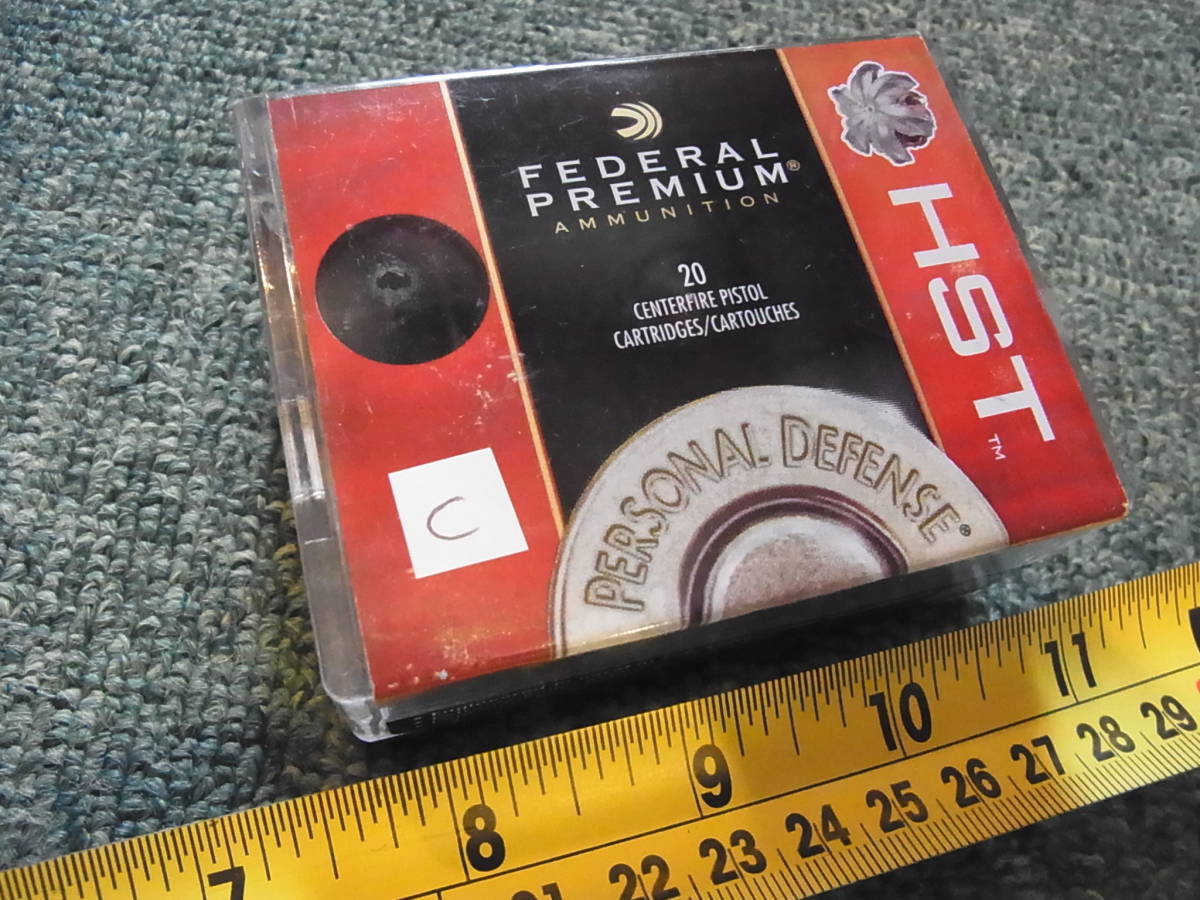 FEDERAL
PREMIUM®
AMMUNITION
20
CENTERFIRE PISTOL
CARTRIDGES/CARTOUCHES
HST™
PERSONAL DEFENSE®
C
7 8 9 10 11
21 22 23 24 25 26 27 28 29